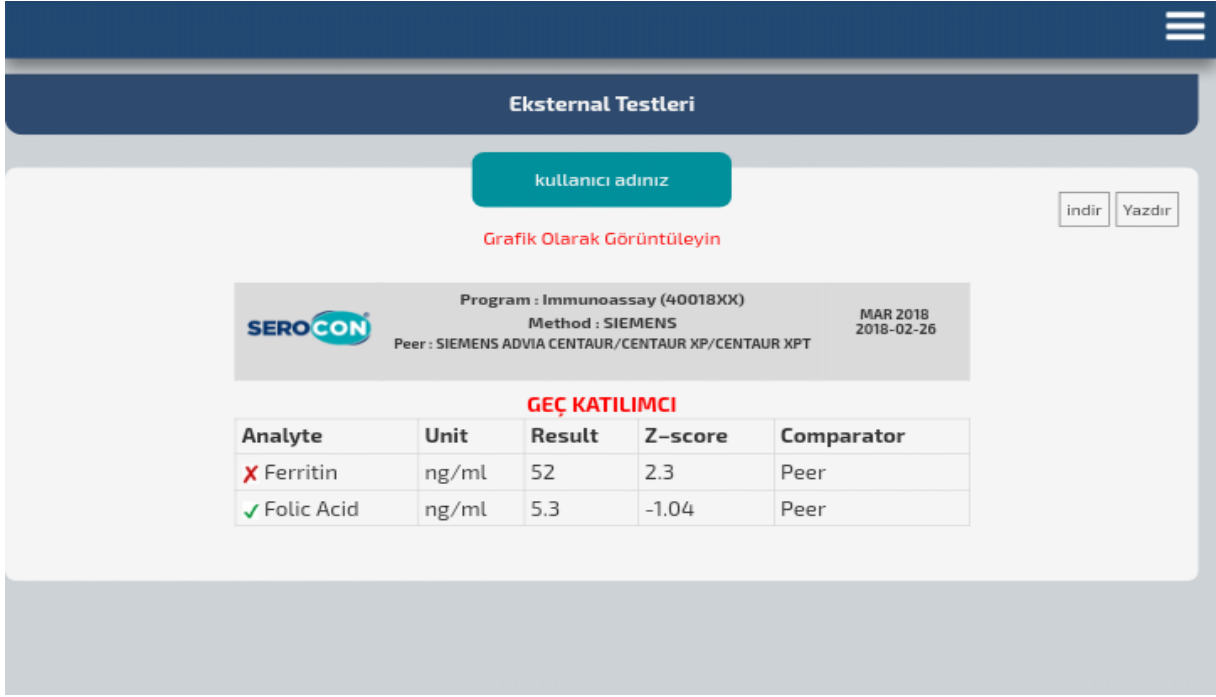 Eksternal Testleri
kullanıcı adınız
indir Yazdır
Grafik Olarak Görüntüleyin
SEROCON
Program : Immunoassay (40018XX)
Method : SIEMENS
Peer : SIEMENS ADVIA CENTAUR/CENTAUR XP/CENTAUR XPT
MAR 2018
2018-02-26
GEÇ KATILIMCI
Analyte Unit Result Z-score Comparator
✗ Ferritin ng/ml 52 2.3 Peer
✓ Folic Acid ng/ml 5.3 -1.04 Peer